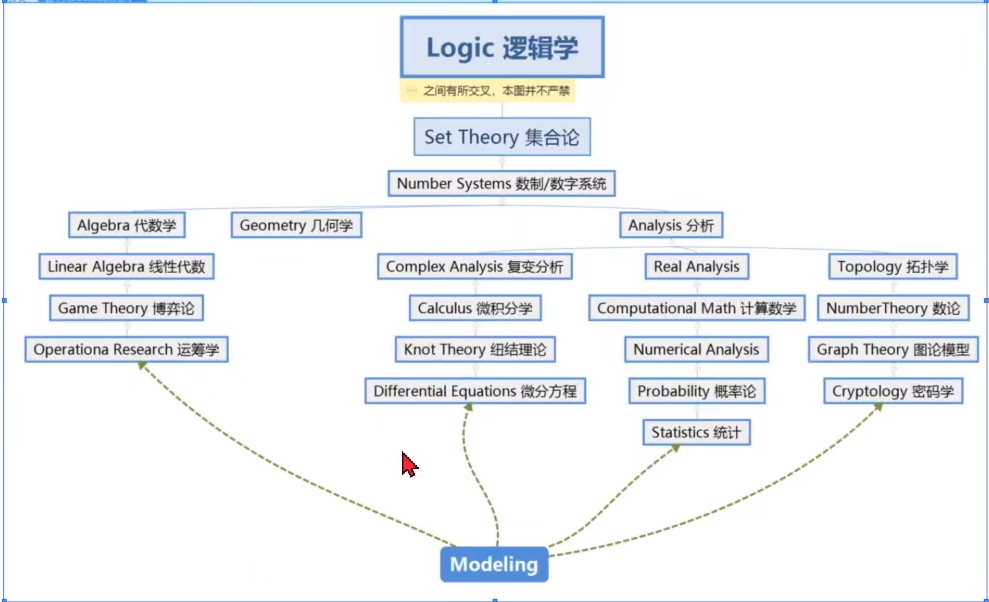 Logic 逻辑学
之间有所交叉，本图并不严禁
Set Theory 集合论
Number Systems 数制/数字系统
Algebra 代数学
Geometry 几何学
Analysis 分析
Linear Algebra 线性代数
Complex Analysis 复变分析
Real Analysis
Topology 拓扑学
Game Theory 博弈论
Calculus 微积分学
Computational Math 计算数学
NumberTheory 数论
Operationa Research 运筹学
Knot Theory 纽结理论
Numerical Analysis
Graph Theory 图论模型
Differential Equations 微分方程
Probability 概率论
Cryptology 密码学
Statistics 统计
Modeling